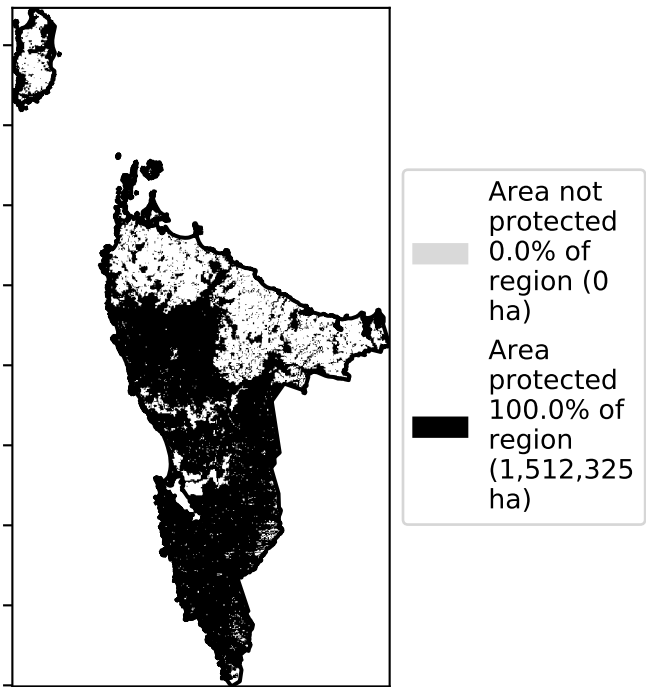 Area not
protected
0.0% of
region (0
ha)
Area
protected
100.0% of
region
(1,512,325
ha)